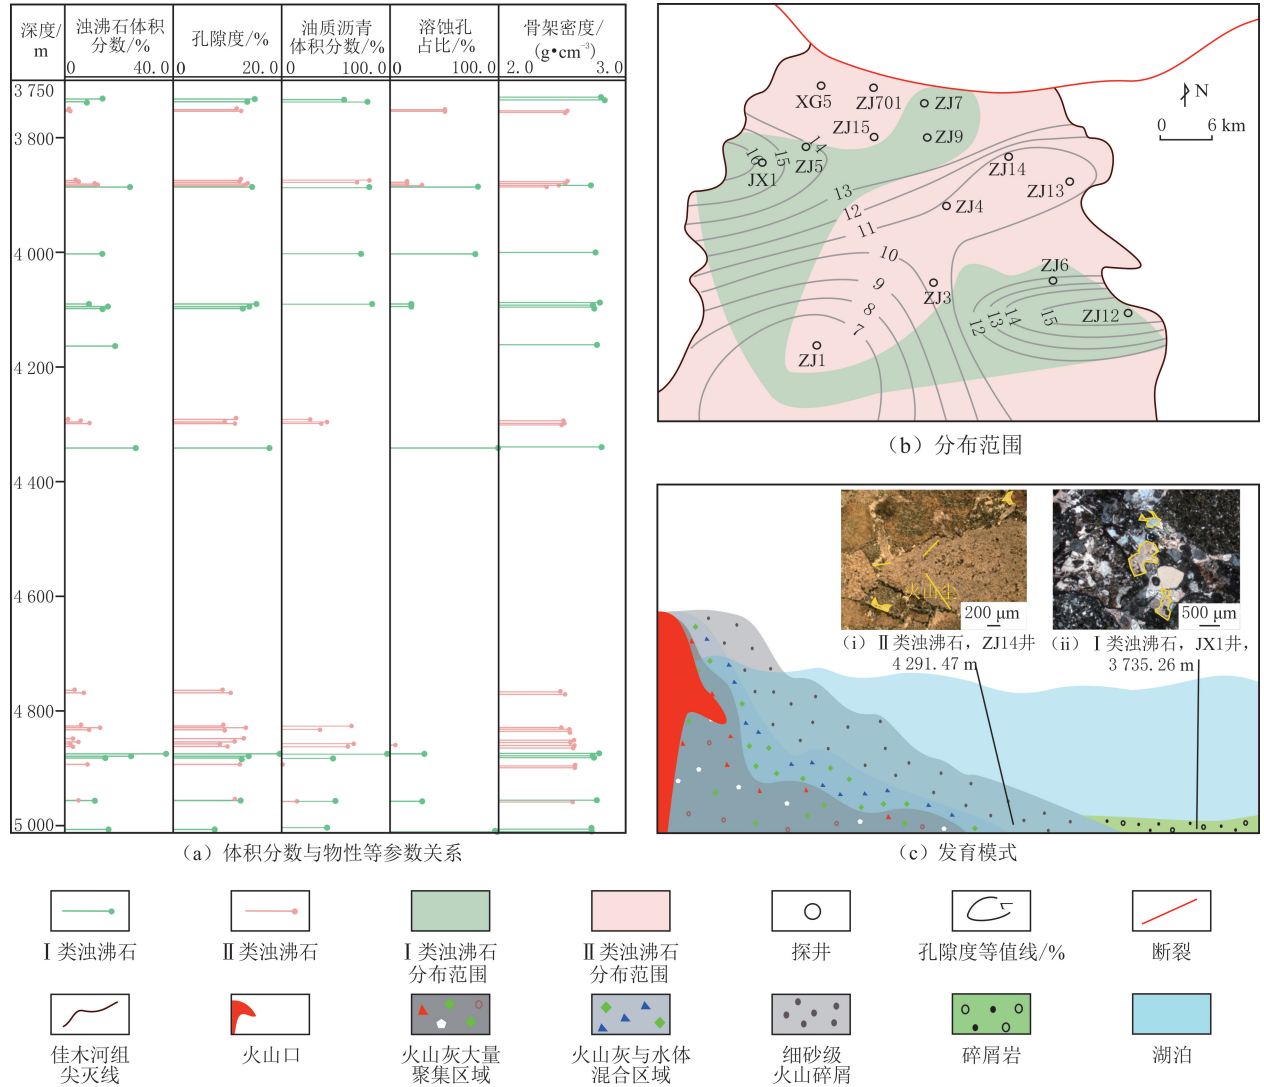 深度/
m
浊沸石体积
分数/%
0
40.0
孔隙度/%
0
20.0
油质沥青
体积分数/%
0
100.0
溶蚀孔
占比/%
0
100.0
骨架密度/
(g•cm⁻³)
2.0
3.0
3 750
3 800
4 000
4 200
4 400
4 600
4 800
5 000
（a）体积分数与物性等参数关系
XG5
ZJ701
ZJ7
ZJ15
ZJ9
N
0
6 km
16
15
14
JX1
ZJ5
ZJ14
ZJ13
13
12
11
ZJ4
10
9
8
7
ZJ3
ZJ6
ZJ12
12
13
14
15
ZJ1
（b）分布范围
200 μm
500 μm
（i）Ⅱ类浊沸石，ZJ14井
4 291.47 m
（ii）Ⅰ类浊沸石，JX1井，
3 735.26 m
（c）发育模式
Ⅰ类浊沸石
Ⅱ类浊沸石
Ⅰ类浊沸石
分布范围
Ⅱ类浊沸石
分布范围
探井
孔隙度等值线/%
断裂
佳木河组
尖灭线
火山口
火山灰大量
聚集区域
火山灰与水体
混合区域
细砂级
火山碎屑
碎屑岩
湖泊